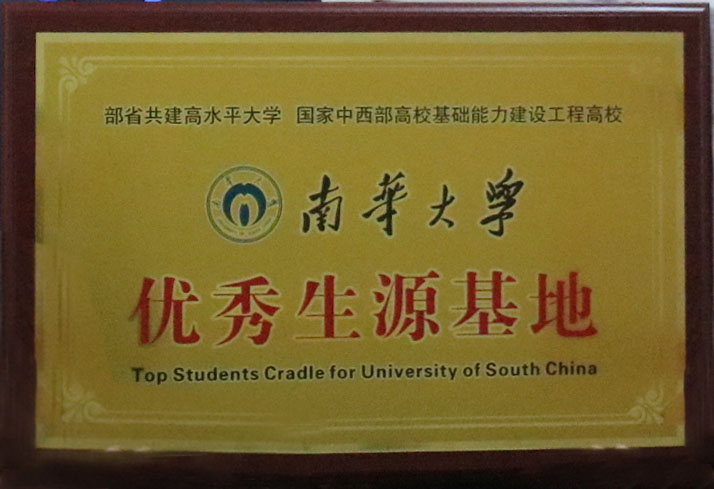 部省共建高水平大学 国家中西部高校基础能力建设工程高校
南華大學
优秀生源基地
Top Students Cradle for University of South China